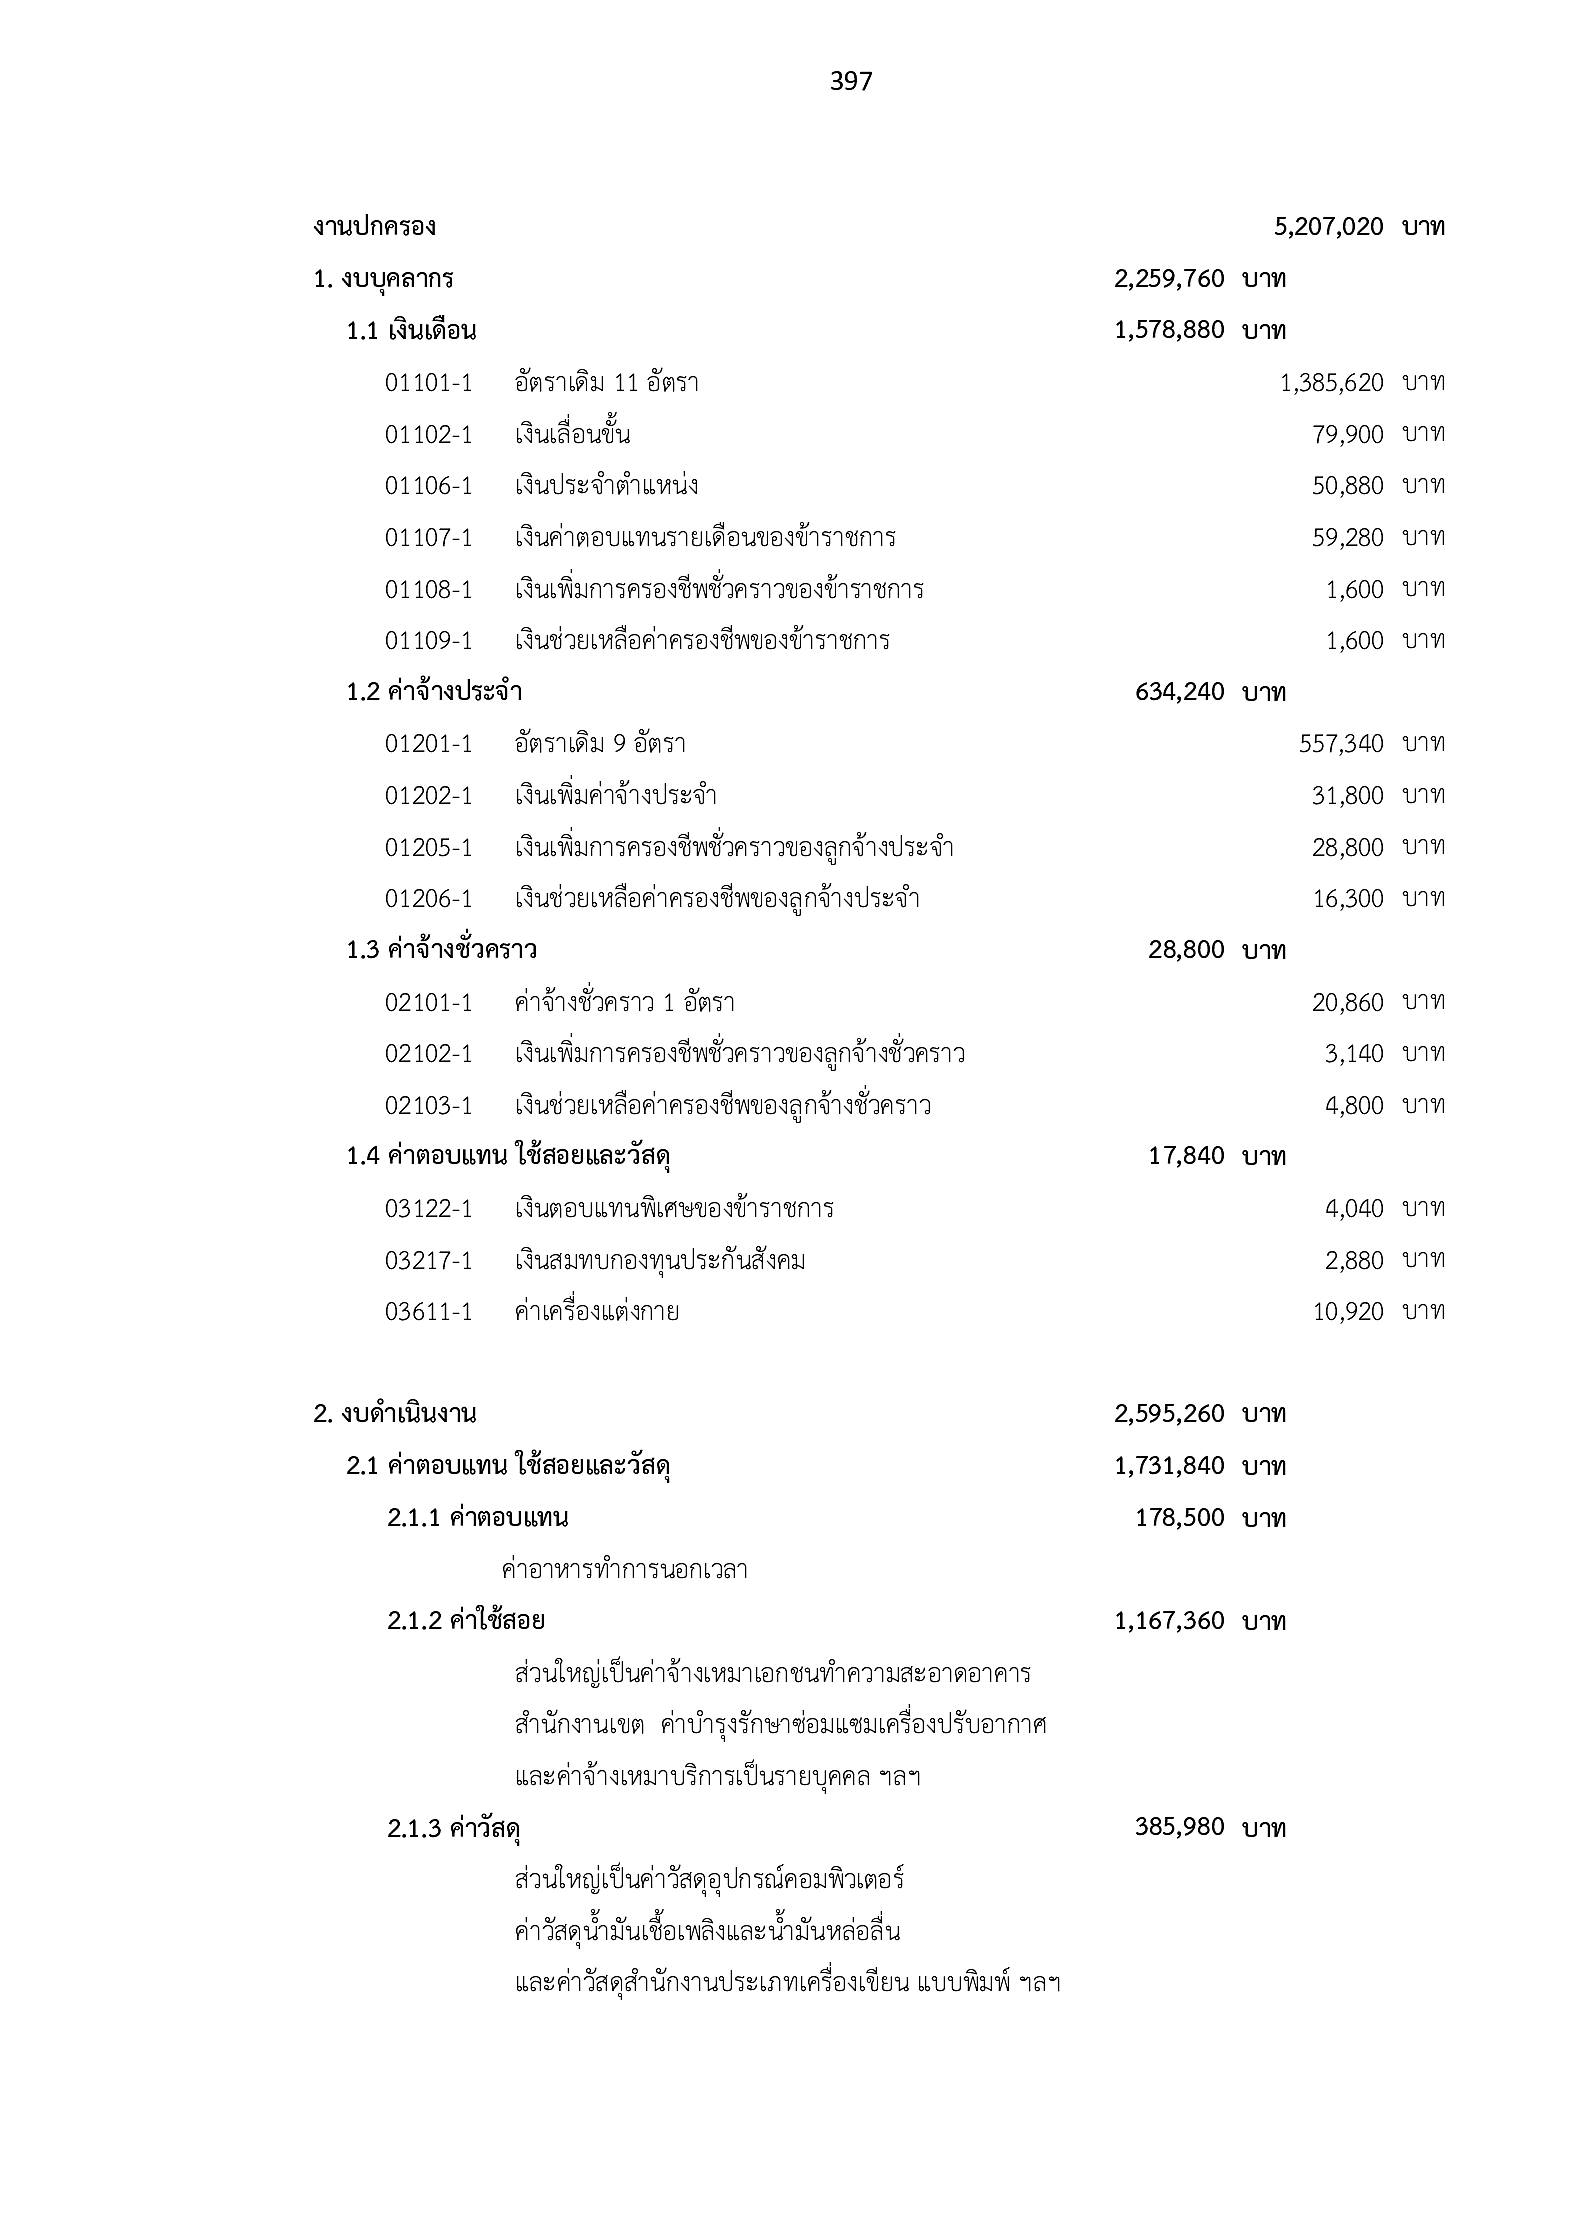 397
งานปกครอง 5,207,020 บาท
1. งบบุคลากร 2,259,760 บาท
1.1 เงินเดือน 1,578,880 บาท
01101-1 อัตราเดิม 11 อัตรา 1,385,620 บาท
01102-1 เงินเลื่อนขั้น 79,900 บาท
01106-1 เงินประจำตำแหน่ง 50,880 บาท
01107-1 เงินค่าตอบแทนรายเดือนของข้าราชการ 59,280 บาท
01108-1 เงินเพิ่มการครองชีพชั่วคราวของข้าราชการ 1,600 บาท
01109-1 เงินช่วยเหลือค่าครองชีพของข้าราชการ 1,600 บาท
1.2 ค่าจ้างประจำ 634,240 บาท
01201-1 อัตราเดิม 9 อัตรา 557,340 บาท
01202-1 เงินเพิ่มค่าจ้างประจำ 31,800 บาท
01205-1 เงินเพิ่มการครองชีพชั่วคราวของลูกจ้างประจำ 28,800 บาท
01206-1 เงินช่วยเหลือค่าครองชีพของลูกจ้างประจำ 16,300 บาท
1.3 ค่าจ้างชั่วคราว 28,800 บาท
02101-1 ค่าจ้างชั่วคราว 1 อัตรา 20,860 บาท
02102-1 เงินเพิ่มการครองชีพชั่วคราวของลูกจ้างชั่วคราว 3,140 บาท
02103-1 เงินช่วยเหลือค่าครองชีพของลูกจ้างชั่วคราว 4,800 บาท
1.4 ค่าตอบแทน ใช้สอยและวัสดุ 17,840 บาท
03122-1 เงินตอบแทนพิเศษของข้าราชการ 4,040 บาท
03217-1 เงินสมทบกองทุนประกันสังคม 2,880 บาท
03611-1 ค่าเครื่องแต่งกาย 10,920 บาท
2. งบดำเนินงาน 2,595,260 บาท
2.1 ค่าตอบแทน ใช้สอยและวัสดุ 1,731,840 บาท
2.1.1 ค่าตอบแทน 178,500 บาท
ค่าอาหารทำการนอกเวลา
2.1.2 ค่าใช้สอย 1,167,360 บาท
ส่วนใหญ่เป็นค่าจ้างเหมาเอกชนทำความสะอาดอาคาร
สำนักงานเขต ค่าบำรุงรักษาซ่อมแซมเครื่องปรับอากาศ
และค่าจ้างเหมาบริการเป็นรายบุคคล ฯลฯ
2.1.3 ค่าวัสดุ 385,980 บาท
ส่วนใหญ่เป็นค่าวัสดุอุปกรณ์คอมพิวเตอร์
ค่าวัสดุน้ำมันเชื้อเพลิงและน้ำมันหล่อลื่น
และค่าวัสดุสำนักงานประเภทเครื่องเขียน แบบพิมพ์ ฯลฯ